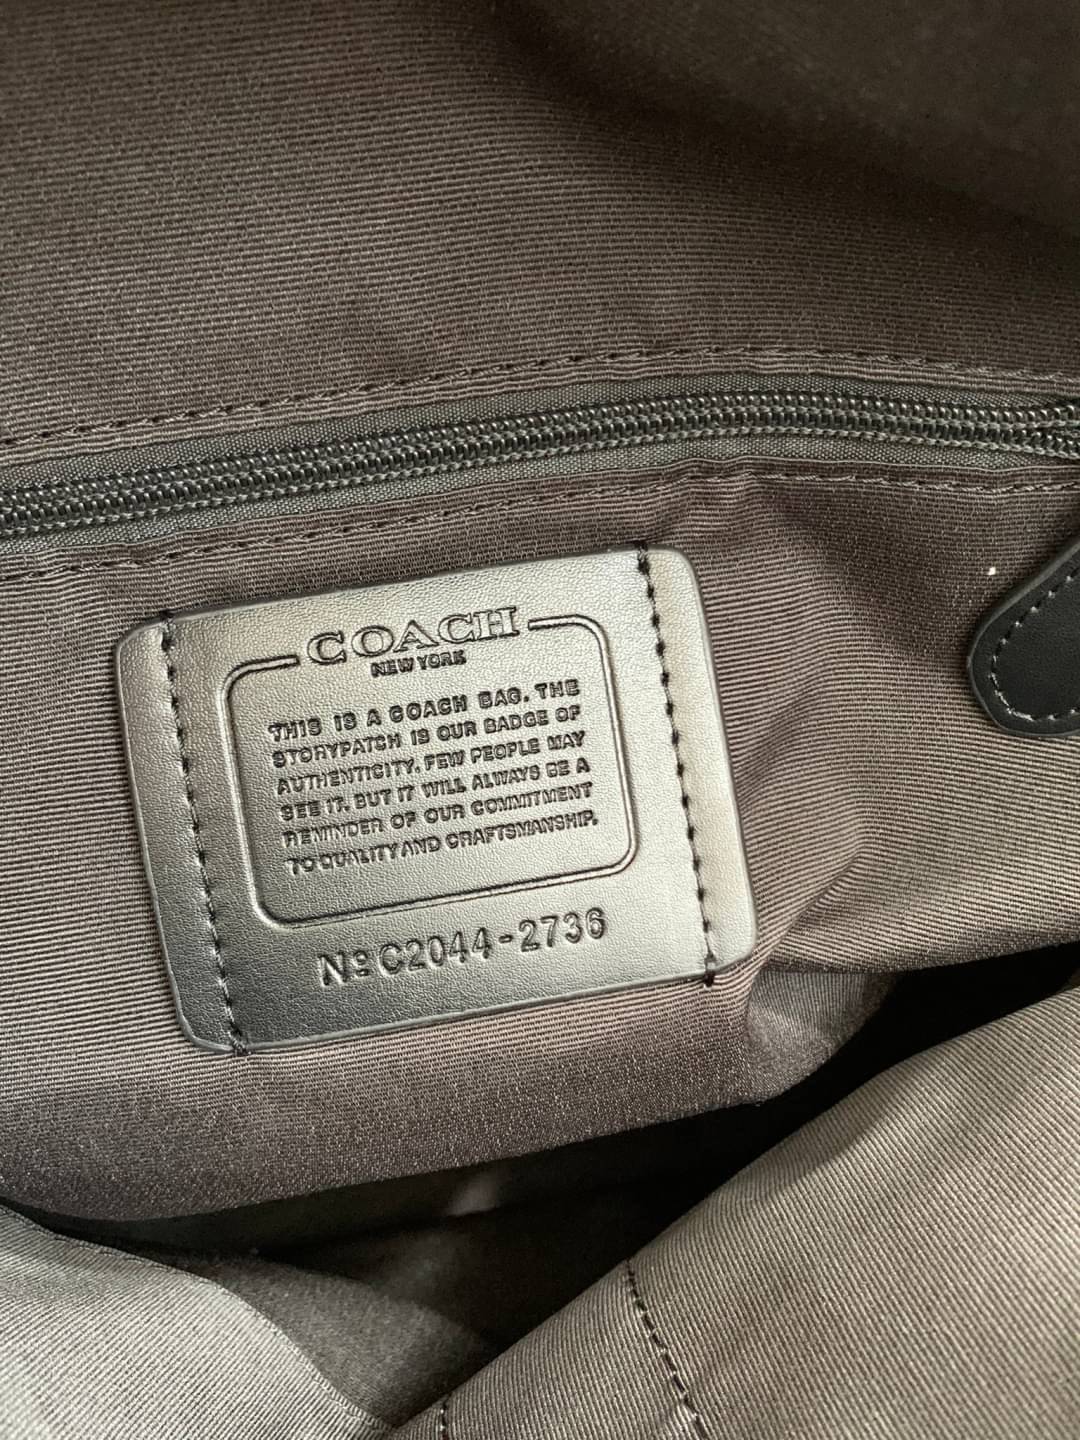 COACH
NEW YORK
THIS IS A COACH BAG. THE
STORYPATCH IS OUR BADGE OF
AUTHENTICITY. FEW PEOPLE MAY
SEE IT. BUT IT WILL ALWAYS BE A
REMINDER OF OUR COMMITMENT
TO QUALITY AND CRAFTSMANSHIP.
Nº C2044-2736